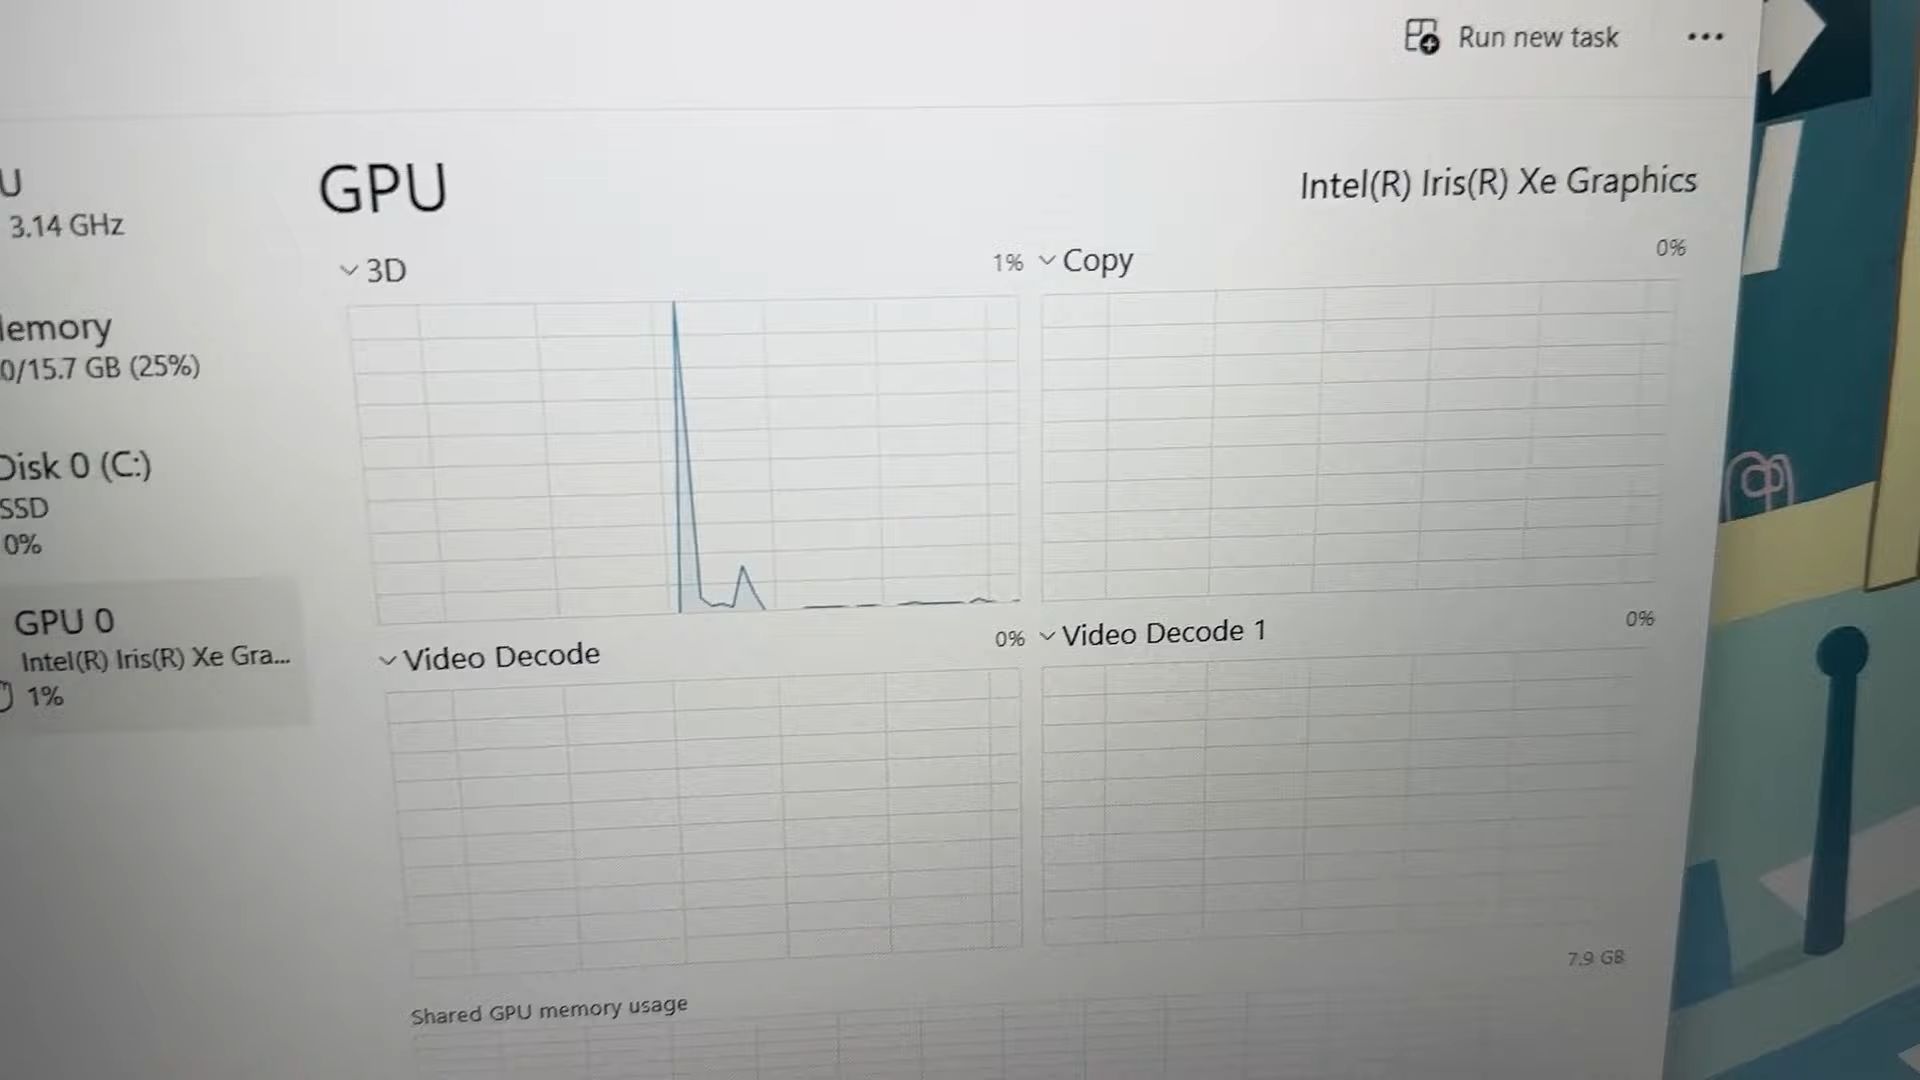 Run new task
GPU
Intel(R) Iris(R) Xe Graphics
U
3.14 GHz
3D
1%
Copy
0%
emory
0/15.7 GB (25%)
Disk 0 (C:)
SSD
0%
GPU 0
Intel(R) Iris(R) Xe Gra...
1%
Video Decode
0%
Video Decode 1
0%
7.9 GB
Shared GPU memory usage